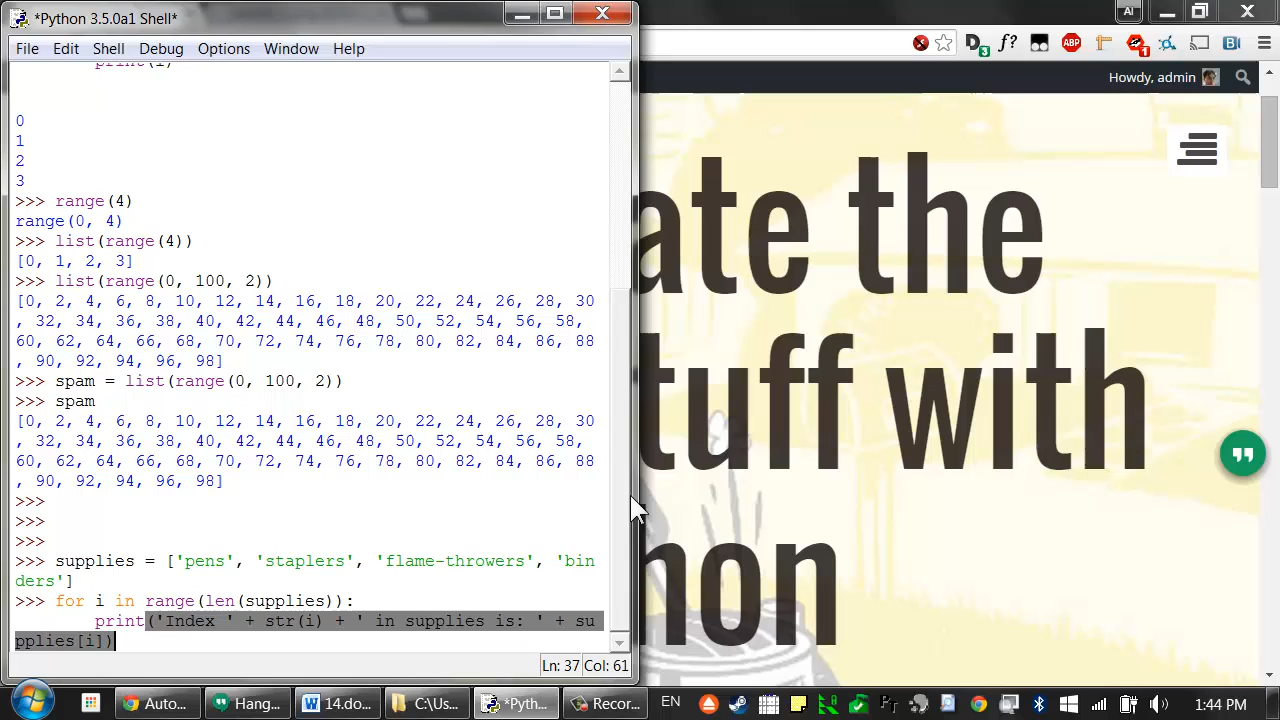 *Python 3.5.0a1 Shell*
File Edit Shell Debug Options Window Help
print(i)
0
1
2
3
>>> range(4)
range(0, 4)
>>> list(range(4))
[0, 1, 2, 3]
>>> list(range(0, 100, 2))
[0, 2, 4, 6, 8, 10, 12, 14, 16, 18, 20, 22, 24, 26, 28, 30
, 32, 34, 36, 38, 40, 42, 44, 46, 48, 50, 52, 54, 56, 58,
60, 62, 64, 66, 68, 70, 72, 74, 76, 78, 80, 82, 84, 86, 88
, 90, 92, 94, 96, 98]
>>> spam = list(range(0, 100, 2))
>>> spam
[0, 2, 4, 6, 8, 10, 12, 14, 16, 18, 20, 22, 24, 26, 28, 30
, 32, 34, 36, 38, 40, 42, 44, 46, 48, 50, 52, 54, 56, 58,
60, 62, 64, 66, 68, 70, 72, 74, 76, 78, 80, 82, 84, 86, 88
, 90, 92, 94, 96, 98]
>>>
>>>
>>>
>>> supplies = ['pens', 'staplers', 'flame-throwers', 'bin
ders']
>>> for i in range(len(supplies)):
print('Index ' + str(i) + ' in supplies is: ' + su
pplies[i])
Ln: 37 Col: 61
Al
D 3 f? ABP 1 B
Howdy, admin
ate the
tuff with
hon
Auto... Hang... 14.do... C:\Us... *Pyth... Recor... EN 1:44 PM